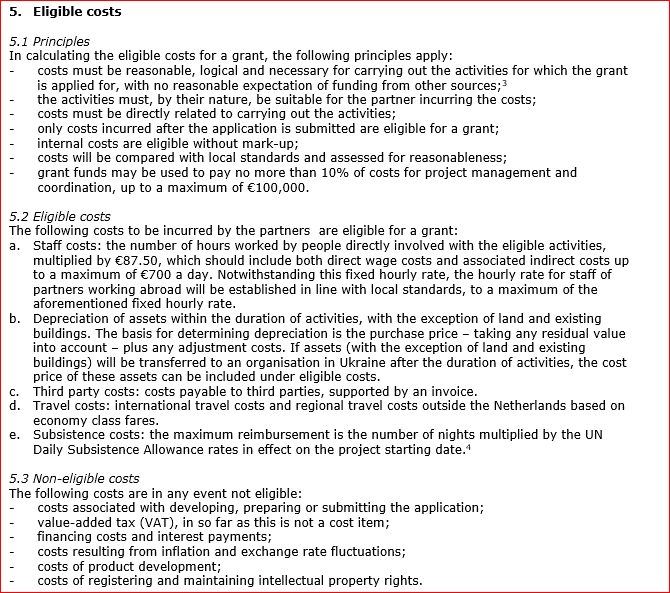 5. Eligible costs
5.1 Principles
In calculating the eligible costs for a grant, the following principles apply:
- costs must be reasonable, logical and necessary for carrying out the activities for which the grant
is applied for, with no reasonable expectation of funding from other sources;³
- the activities must, by their nature, be suitable for the partner incurring the costs;
- costs must be directly related to carrying out the activities;
- only costs incurred after the application is submitted are eligible for a grant;
- internal costs are eligible without mark-up;
- costs will be compared with local standards and assessed for reasonableness;
- grant funds may be used to pay no more than 10% of costs for project management and
coordination, up to a maximum of €100,000.
5.2 Eligible costs
The following costs to be incurred by the partners are eligible for a grant:
a. Staff costs: the number of hours worked by people directly involved with the eligible activities,
multiplied by €87.50, which should include both direct wage costs and associated indirect costs up
to a maximum of €700 a day. Notwithstanding this fixed hourly rate, the hourly rate for staff of
partners working abroad will be established in line with local standards, to a maximum of the
aforementioned fixed hourly rate.
b. Depreciation of assets within the duration of activities, with the exception of land and existing
buildings. The basis for determining depreciation is the purchase price – taking any residual value
into account – plus any adjustment costs. If assets (with the exception of land and existing
buildings) will be transferred to an organisation in Ukraine after the duration of activities, the cost
price of these assets can be included under eligible costs.
c. Third party costs: costs payable to third parties, supported by an invoice.
d. Travel costs: international travel costs and regional travel costs outside the Netherlands based on
economy class fares.
e. Subsistence costs: the maximum reimbursement is the number of nights multiplied by the UN
Daily Subsistence Allowance rates in effect on the project starting date.⁴
5.3 Non-eligible costs
The following costs are in any event not eligible:
- costs associated with developing, preparing or submitting the application;
- value-added tax (VAT), in so far as this is not a cost item;
- financing costs and interest payments;
- costs resulting from inflation and exchange rate fluctuations;
- costs of product development;
- costs of registering and maintaining intellectual property rights.